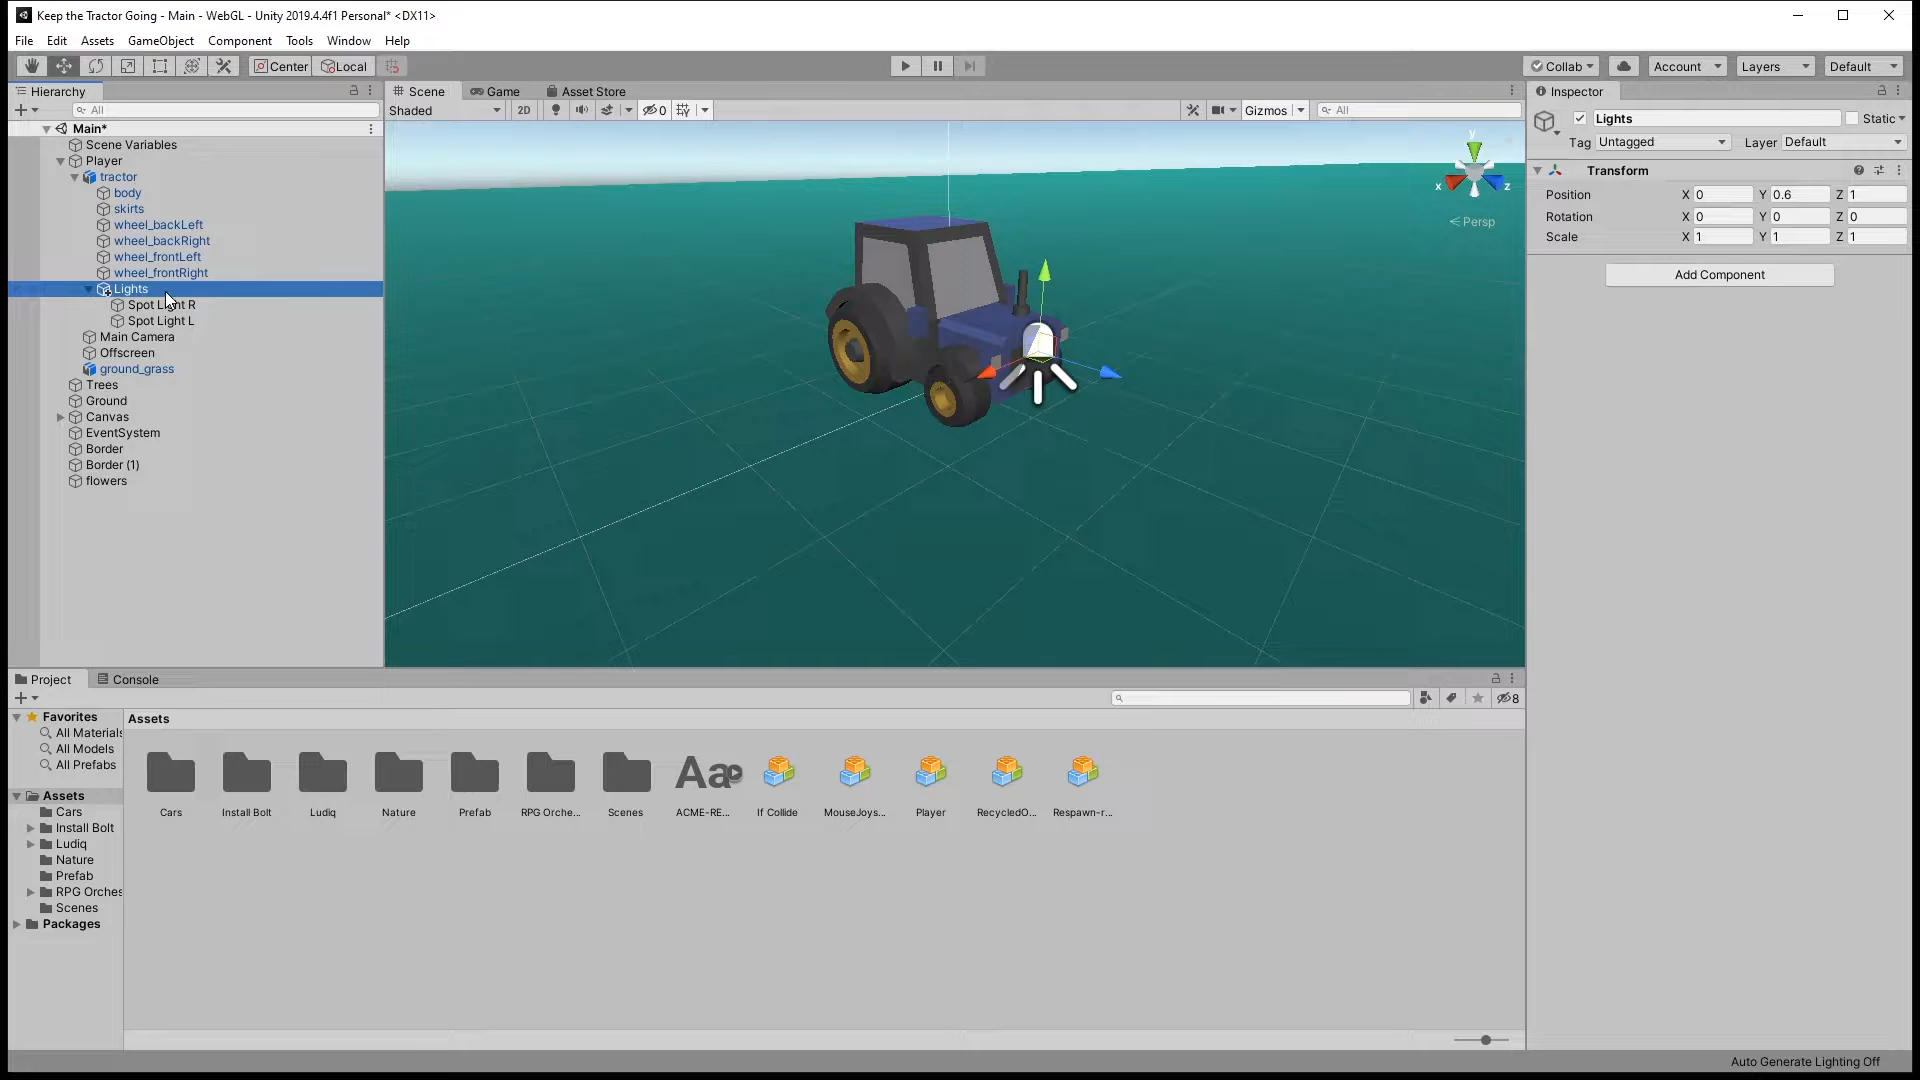 Keep the Tractor Going - Main - WebGL - Unity 2019.4.4f1 Personal* <DX11>
File Edit Assets GameObject Component Tools Window Help
Center Local Collab Account Layers Default
Hierarchy
All
Main*
Scene Variables
Player
tractor
body
skirts
wheel_backLeft
wheel_backRight
wheel_frontLeft
wheel_frontRight
Lights
Spot Light R
Spot Light L
Main Camera
Offscreen
ground_grass
Trees
Ground
Canvas
EventSystem
Border
Border (1)
flowers
Scene Game Asset Store
Shaded 2D 0 Gizmos All
y
x z
< Persp
Inspector
Lights Static
Tag Untagged Layer Default
Transform
Position X 0 Y 0.6 Z 1
Rotation X 0 Y 0 Z 0
Scale X 1 Y 1 Z 1
Add Component
Project Console
8
Favorites
All Materials
All Models
All Prefabs
Assets
Cars
Install Bolt
Ludiq
Nature
Prefab
RPG Orches
Scenes
Packages
Assets
Aa
Cars Install Bolt Ludiq Nature Prefab RPG Orche... Scenes ACME-RE... If Collide MouseJoys... Player RecycledO... Respawn-r...
Auto Generate Lighting Off